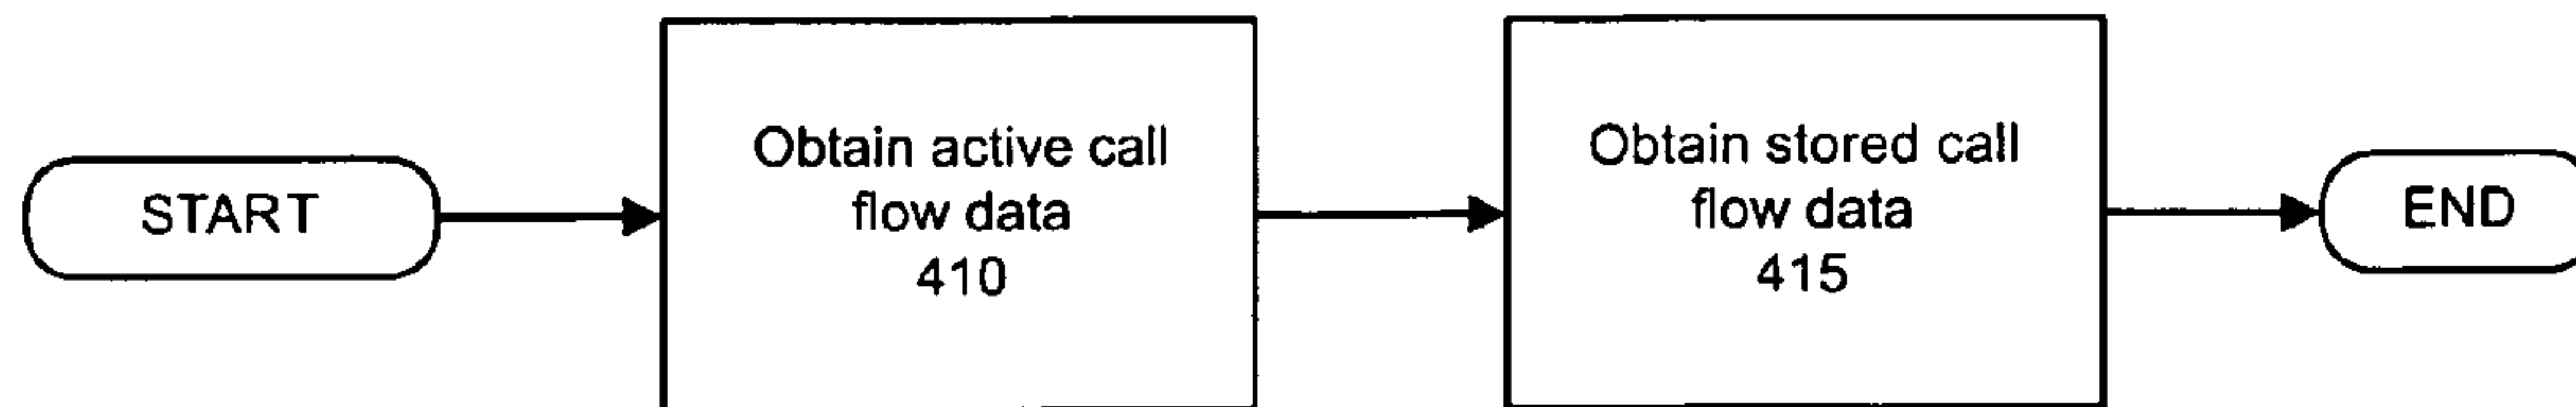 START
Obtain active call
flow data
410
Obtain stored call
flow data
415
END